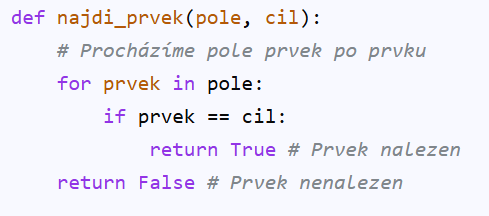 def najdi_prvek(pole, cil):
    # Procházíme pole prvek po prvku
    for prvek in pole:
        if prvek == cil:
            return True # Prvek nalezen
    return False # Prvek nenalezen